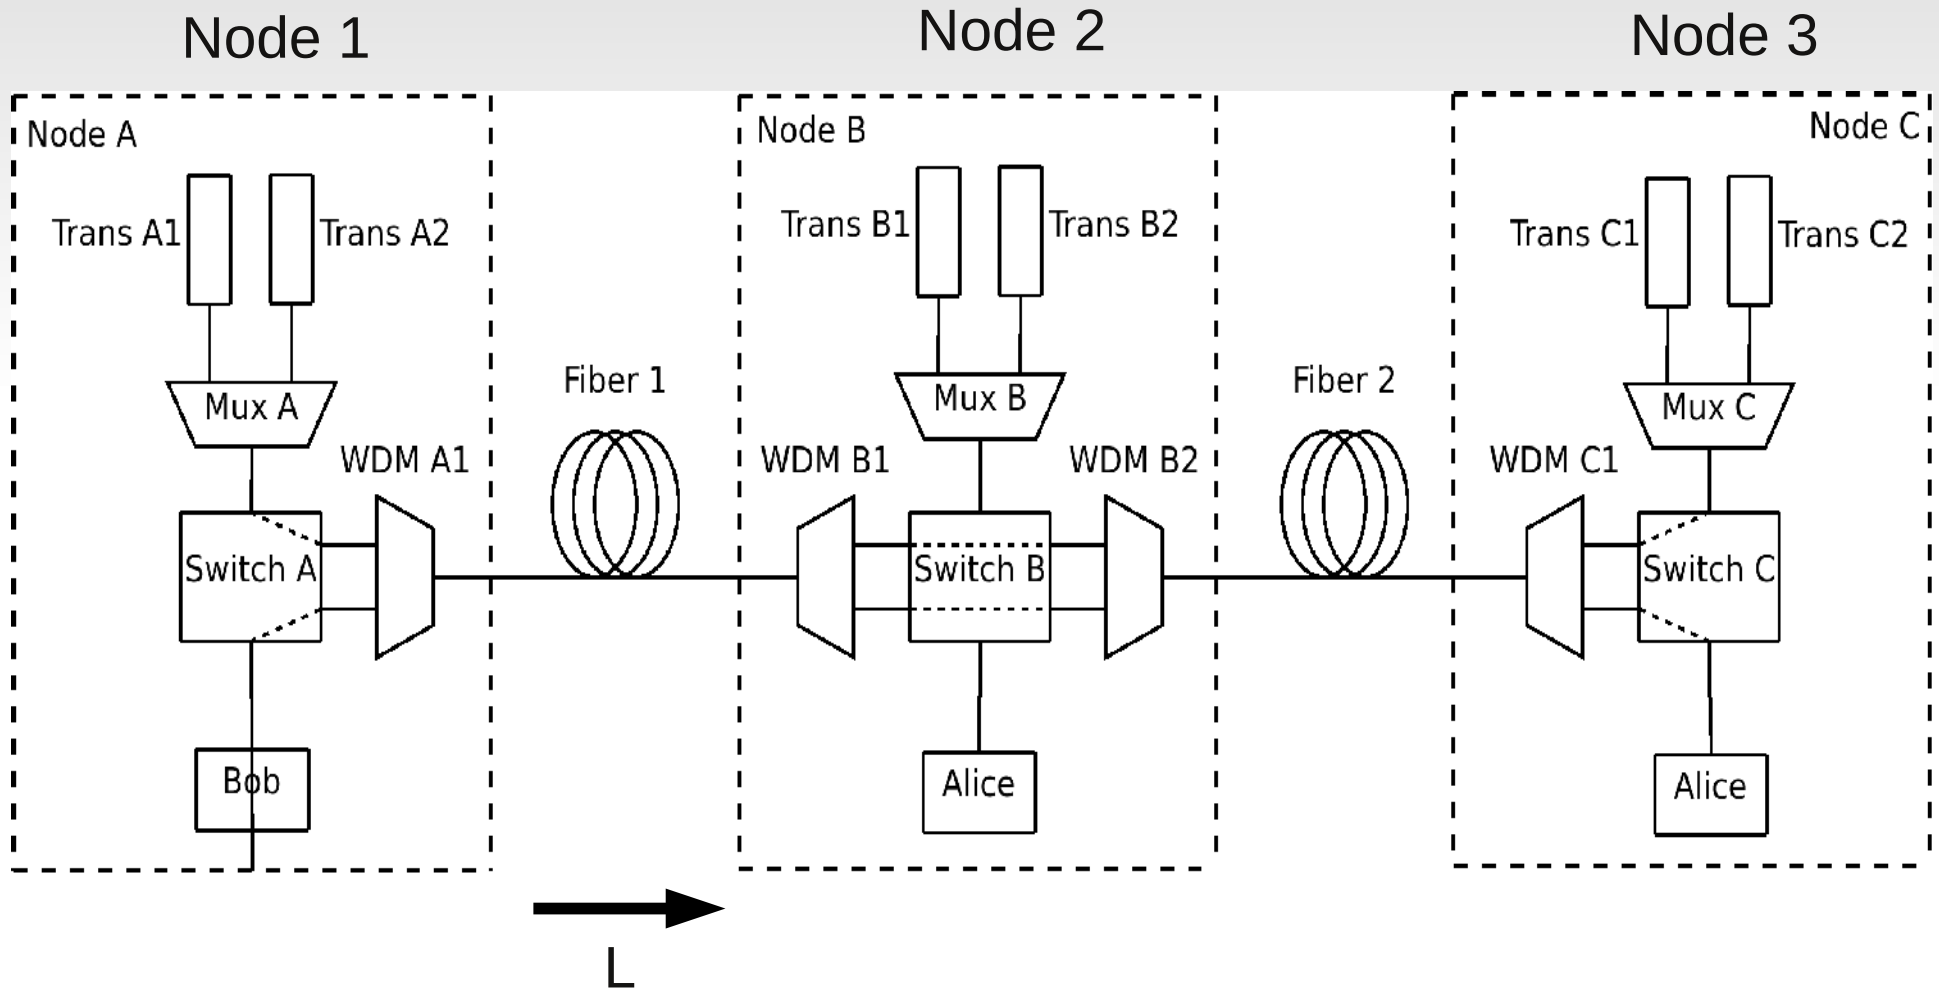 Node 1
Node 2
Node 3
Node A
Node B
Node C
Trans A1
Trans A2
Trans B1
Trans B2
Trans C1
Trans C2
Mux A
Fiber 1
Mux B
Fiber 2
Mux C
WDM A1
WDM B1
WDM B2
WDM C1
Switch A
Switch B
Switch C
Bob
Alice
Alice
L